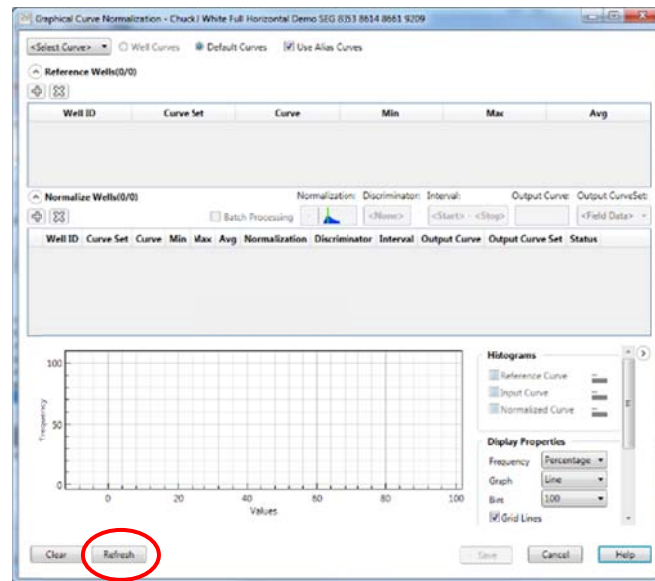 Graphical Curve Normalization - Chuck J White Full Horizontal Demo SEG 8353 8614 8661 9209
<Select Curve> Well Curves Default Curves Use Alias Curves
Reference Wells(0/0)
Well ID Curve Set Curve Min Max Avg
Normalize Wells(0/0)
Normalization: Discriminator: Interval: Output Curve: Output CurveSet:
Batch Processing <None> <Start> - <Stop> <Field Data>
Well ID Curve Set Curve Min Max Avg Normalization Discriminator Interval Output Curve Output Curve Set Status
Histograms
Reference Curve
Input Curve
Normalized Curve
Display Properties
Frequency Percentage
Graph Line
Bins 100
Grid Lines
Frequency
100
50
0
0 20 40 60 80 100
Values
Clear Refresh Save Cancel Help